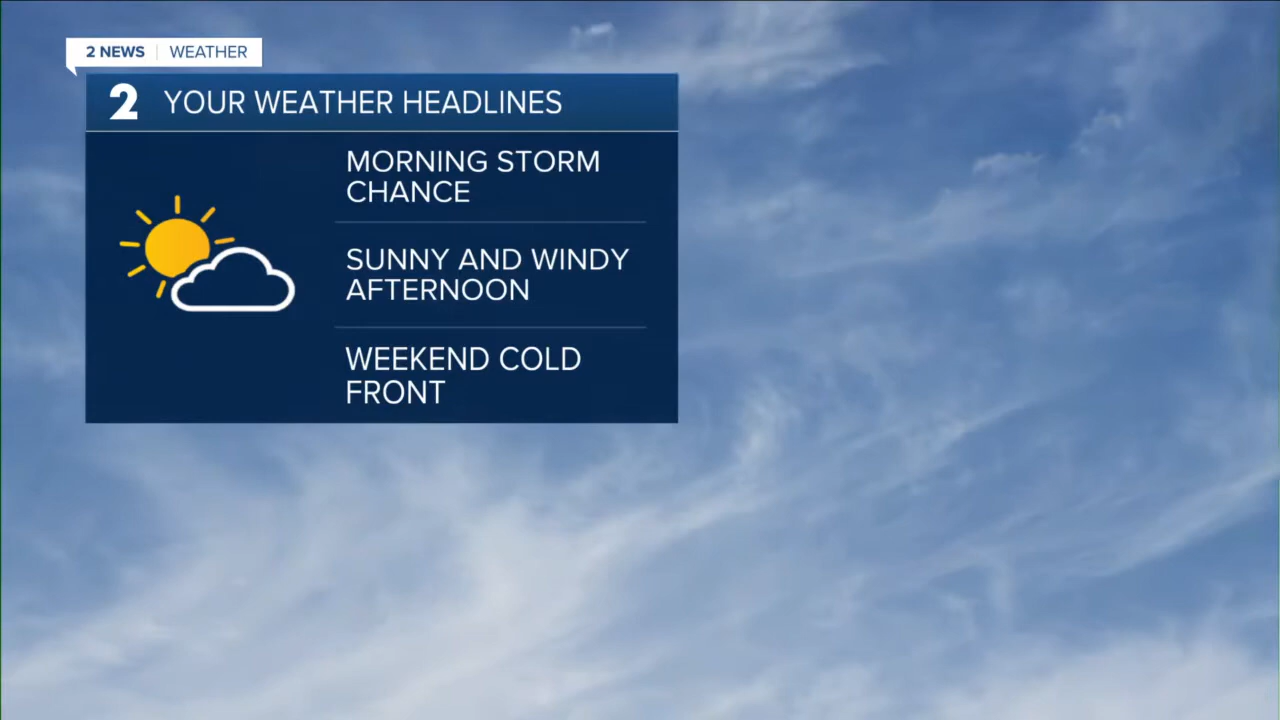 2 NEWS | WEATHER
2 YOUR WEATHER HEADLINES
MORNING STORM
CHANCE
SUNNY AND WINDY
AFTERNOON
WEEKEND COLD
FRONT